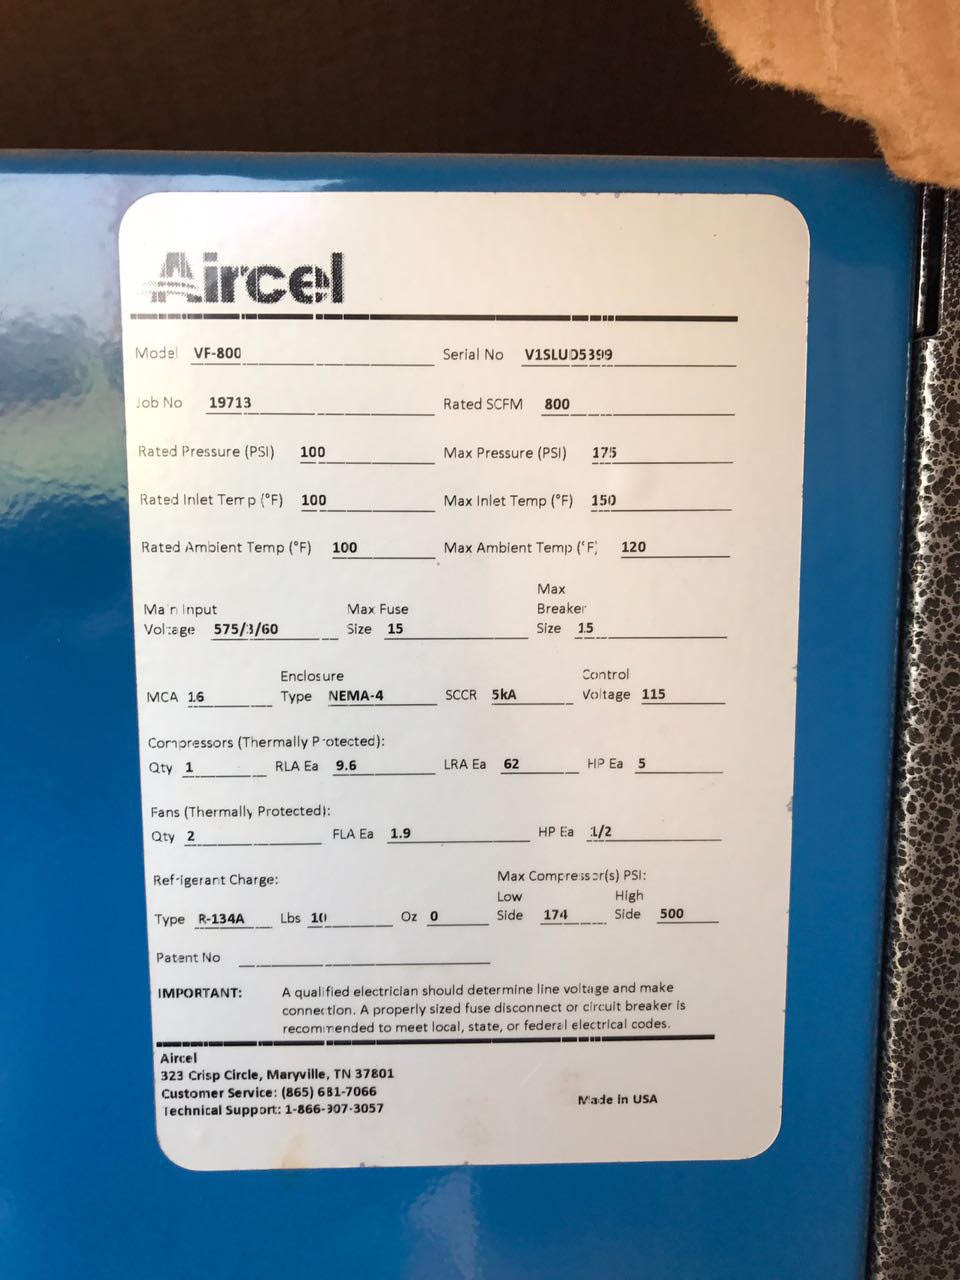 Aircel
Model VF-800 Serial No V1SLUD5399
Job No 19713 Rated SCFM 800
Rated Pressure (PSI) 100 Max Pressure (PSI) 175
Rated Inlet Temp (°F) 100 Max Inlet Temp (°F) 150
Rated Ambient Temp (°F) 100 Max Ambient Temp (°F) 120
Main Input Voltage 575/3/60 Max Fuse Size 15 Max Breaker Size 15
MCA 16 Enclosure Type NEMA-4 SCCR 5kA Control Voltage 115
Compressors (Thermally Protected):
Qty 1 RLA Ea 9.6 LRA Ea 62 HP Ea 5
Fans (Thermally Protected):
Qty 2 FLA Ea 1.9 HP Ea 1/2
Refrigerant Charge: Max Compressor(s) PSI:
Type R-134A Lbs 10 Oz 0 Low Side 174 High Side 500
Patent No
IMPORTANT: A qualified electrician should determine line voltage and make
connection. A properly sized fuse disconnect or circuit breaker is
recommended to meet local, state, or federal electrical codes.
Aircel
323 Crisp Circle, Maryville, TN 37801
Customer Service: (865) 681-7066
Technical Support: 1-866-907-3057 Made in USA